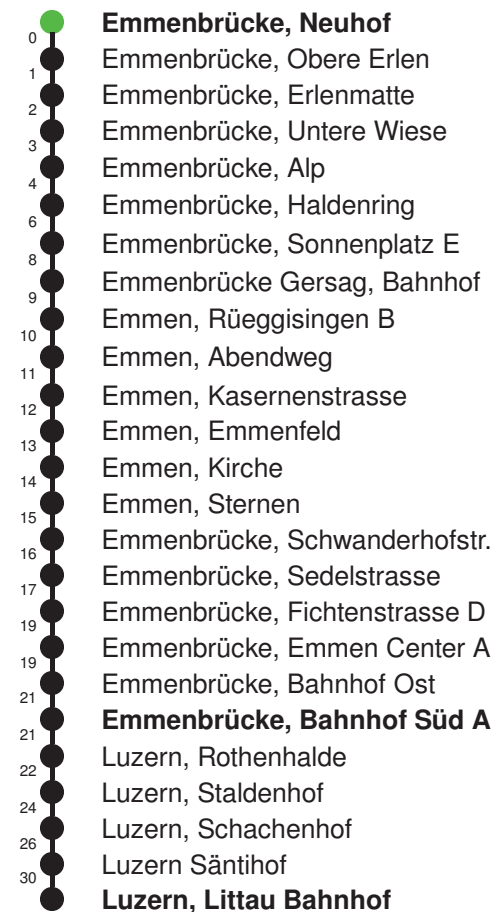 Emmenbrücke, Neuhof
0
Emmenbrücke, Obere Erlen
1
Emmenbrücke, Erlenmatte
2
Emmenbrücke, Untere Wiese
3
Emmenbrücke, Alp
4
Emmenbrücke, Haldenring
6
Emmenbrücke, Sonnenplatz E
8
Emmenbrücke Gersag, Bahnhof
9
Emmen, Rüeggisingen B
10
Emmen, Abendweg
11
Emmen, Kasernenstrasse
12
Emmen, Emmenfeld
13
Emmen, Kirche
14
Emmen, Sternen
15
Emmenbrücke, Schwanderhofstr.
16
Emmenbrücke, Sedelstrasse
17
Emmenbrücke, Fichtenstrasse D
19
Emmenbrücke, Emmen Center A
19
Emmenbrücke, Bahnhof Ost
21
Emmenbrücke, Bahnhof Süd A
21
Luzern, Rothenhalde
22
Luzern, Staldenhof
24
Luzern, Schachenhof
26
Luzern Säntihof
30
Luzern, Littau Bahnhof